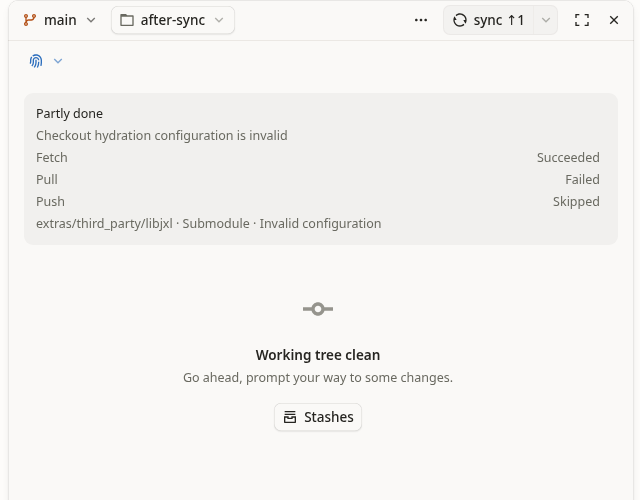 main
after-sync
sync ↑1
Partly done
Checkout hydration configuration is invalid
Fetch Succeeded
Pull Failed
Push Skipped
extras/third_party/libjxl · Submodule · Invalid configuration
Working tree clean
Go ahead, prompt your way to some changes.
Stashes